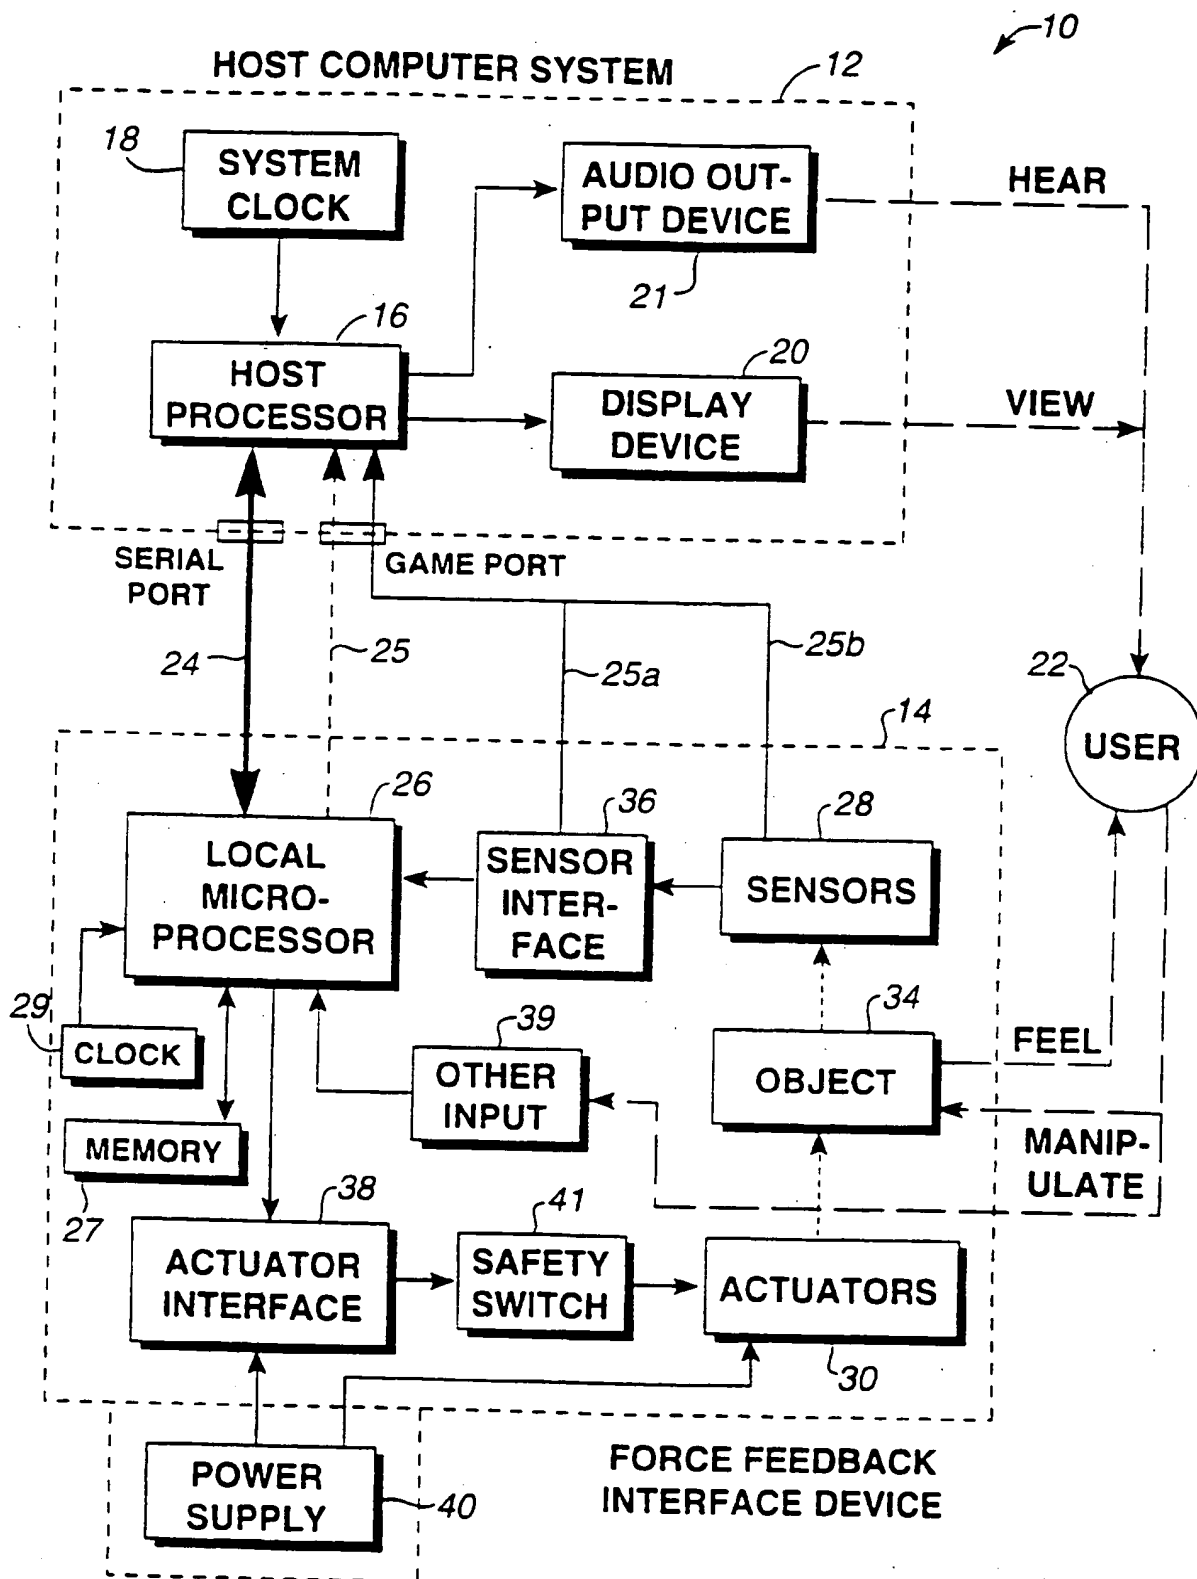 10
HOST COMPUTER SYSTEM
12
18
SYSTEM
CLOCK
AUDIO OUT-
PUT DEVICE
21
HEAR
16
HOST
PROCESSOR
20
DISPLAY
DEVICE
VIEW
SERIAL
PORT
GAME PORT
24
25
25a
25b
22
USER
14
26
LOCAL
MICRO-
PROCESSOR
36
SENSOR
INTER-
FACE
28
SENSORS
29
CLOCK
39
OTHER
INPUT
34
OBJECT
FEEL
MANIP-
ULATE
MEMORY
27
38
ACTUATOR
INTERFACE
41
SAFETY
SWITCH
ACTUATORS
30
POWER
SUPPLY
40
FORCE FEEDBACK
INTERFACE DEVICE